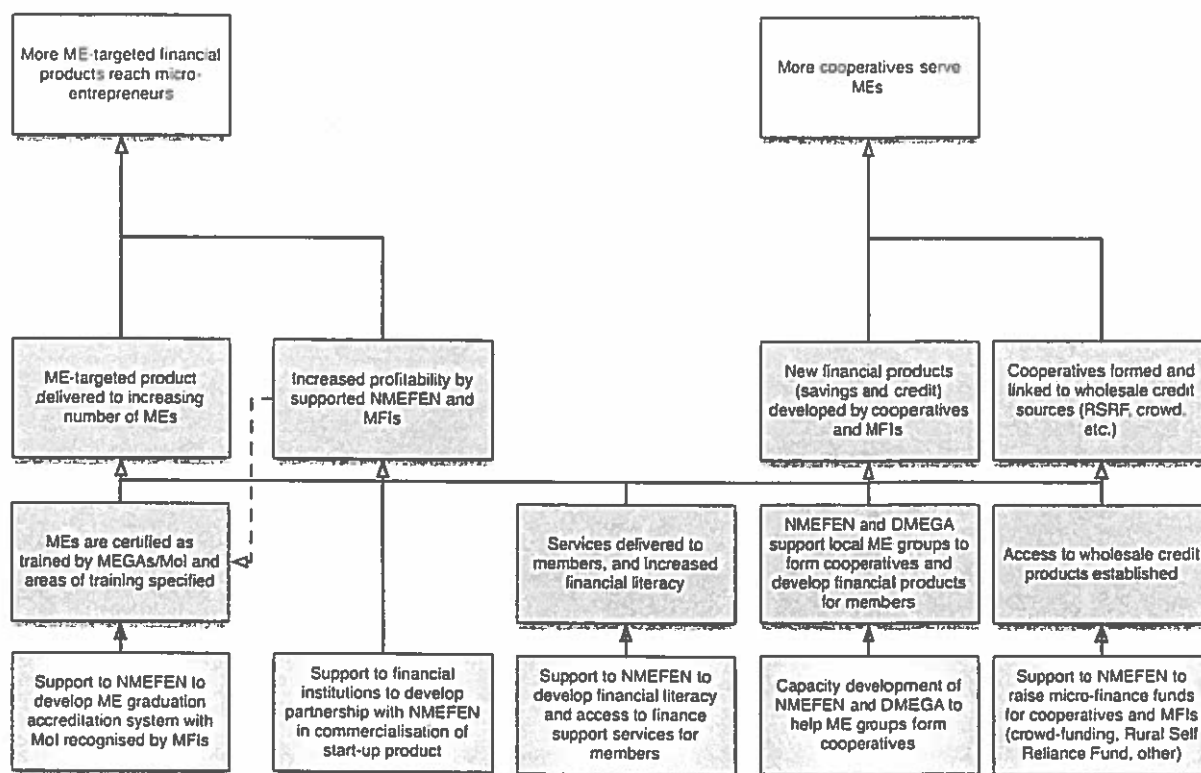 More ME-targeted financial
products reach micro-
entrepreneurs
More cooperatives serve
MEs
ME-targeted product
delivered to increasing
number of MEs
Increased profitability by
supported NMEFEN and
MFIs
New financial products
(savings and credit)
developed by cooperatives
and MFIs
Cooperatives formed and
linked to wholesale credit
sources (RSRF, crowd,
etc.)
MEs are certified as
trained by MEGAs/MoI and
areas of training specified
Services delivered to
members, and increased
financial literacy
NMEFEN and DMEGA
support local ME groups to
form cooperatives and
develop financial products
for members
Access to wholesale credit
products established
Support to NMEFEN to
develop ME graduation
accreditation system with
MoI recognised by MFIs
Support to financial
institutions to develop
partnership with NMEFEN
in commercialisation of
start-up product
Support to NMEFEN to
develop financial literacy
and access to finance
support services for
members
Capacity development of
NMEFEN and DMEGA to
help ME groups form
cooperatives
Support to NMEFEN to
raise micro-finance funds
for cooperatives and MFIs
(crowd-funding, Rural Self
Reliance Fund, other)